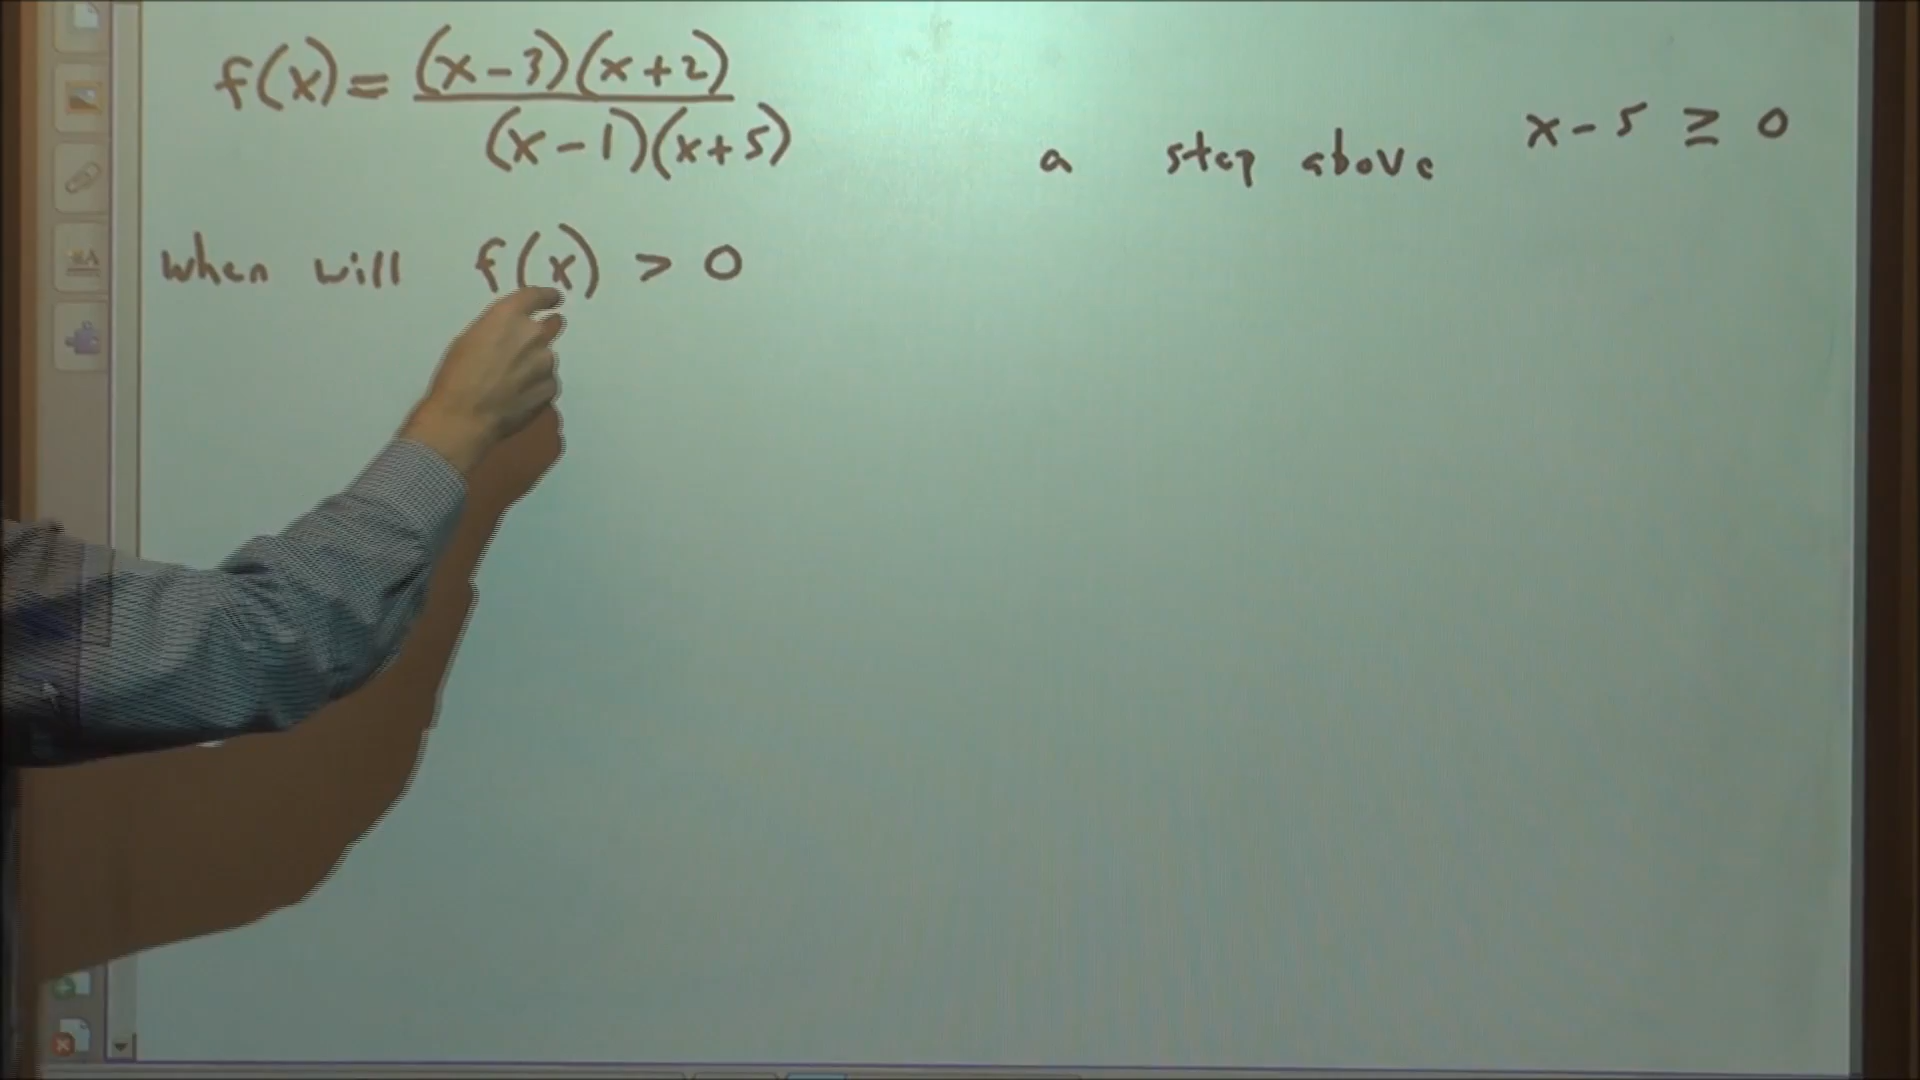 f(x) = (x-3)(x+2)
(x-1)(x+5)
a step above x-5 ≥ 0
when will f(x) > 0